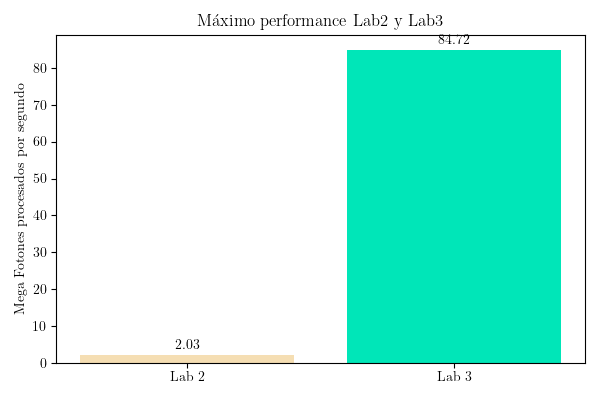 Máximo performance Lab2 y Lab3
Mega Fotones procesados por segundo
80
70
60
50
40
30
20
10
0
84.72
2.03
Lab 2
Lab 3